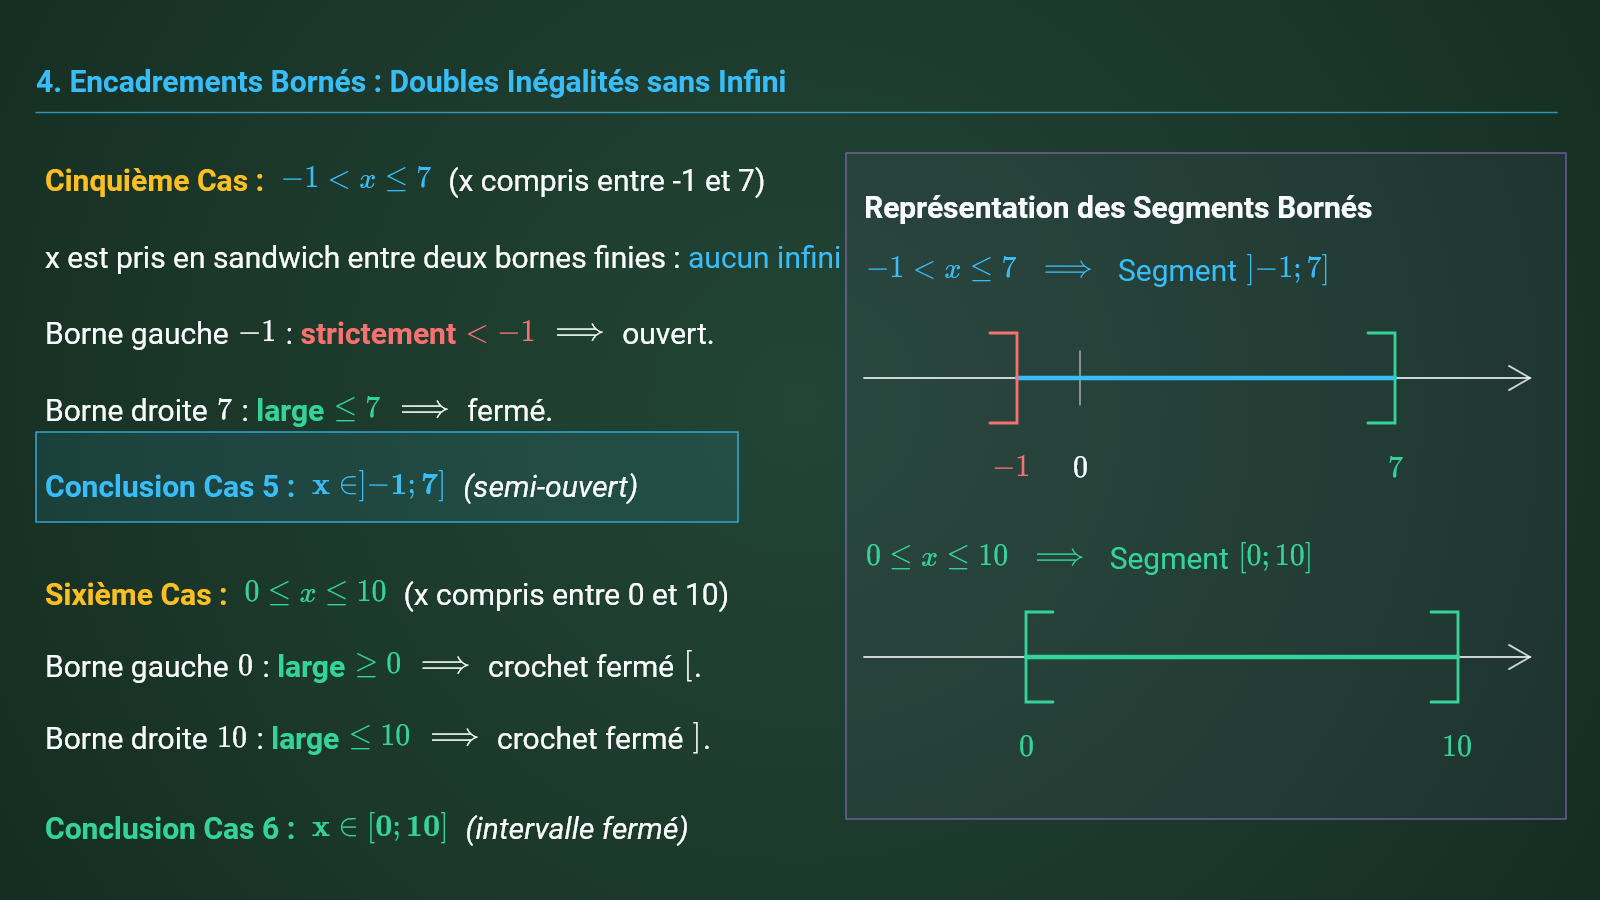 4. Encadrements Bornés : Doubles Inégalités sans Infini
Cinquième Cas : −1 < x ≤ 7 (x compris entre -1 et 7)
x est pris en sandwich entre deux bornes finies : aucun infini
Borne gauche −1 : strictement < −1 ⟹ ouvert.
Borne droite 7 : large ≤ 7 ⟹ fermé.
Conclusion Cas 5 : x ∈]−1; 7] (semi-ouvert)
Sixième Cas : 0 ≤ x ≤ 10 (x compris entre 0 et 10)
Borne gauche 0 : large ≥ 0 ⟹ crochet fermé [.
Borne droite 10 : large ≤ 10 ⟹ crochet fermé ].
Conclusion Cas 6 : x ∈ [0; 10] (intervalle fermé)
Représentation des Segments Bornés
−1 < x ≤ 7 ⟹ Segment ]−1; 7]
−1 0 7
0 ≤ x ≤ 10 ⟹ Segment [0; 10]
0 10